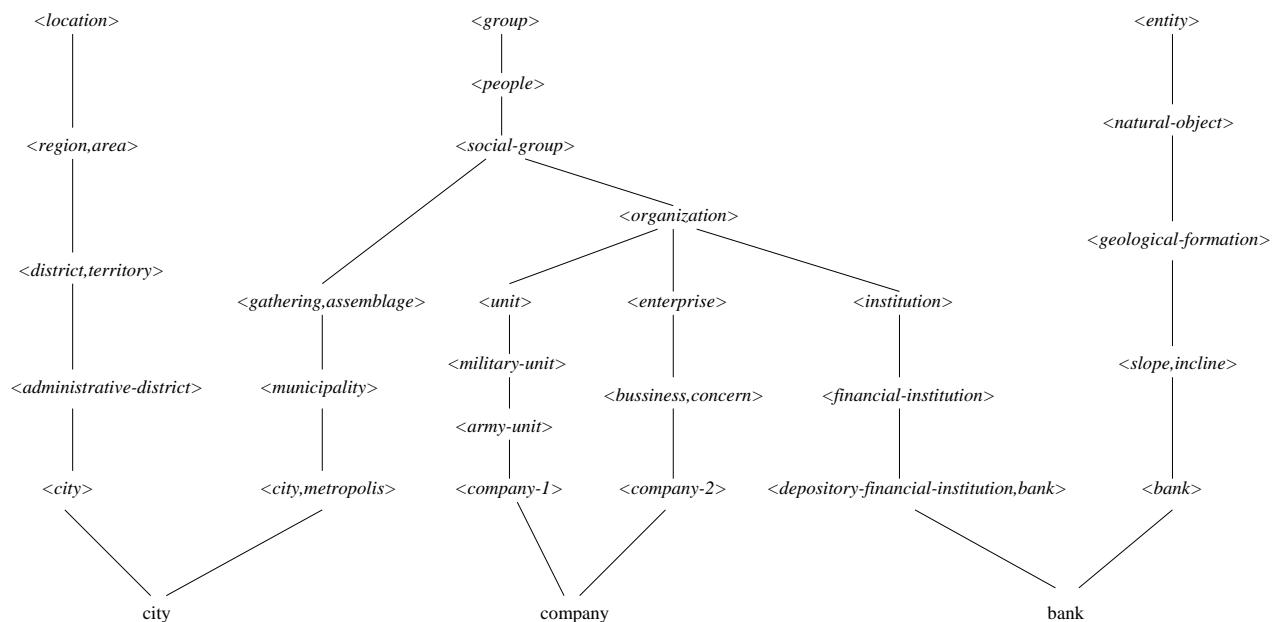 <location>
<group>
<entity>
<people>
<natural-object>
<region,area>
<social-group>
<organization>
<geological-formation>
<district,territory>
<gathering,assemblage>
<unit>
<enterprise>
<institution>
<military-unit>
<slope,incline>
<administrative-district>
<municipality>
<bussiness,concern>
<financial-institution>
<army-unit>
<city>
<city,metropolis>
<company-1>
<company-2>
<depository-financial-institution,bank>
<bank>
city
company
bank